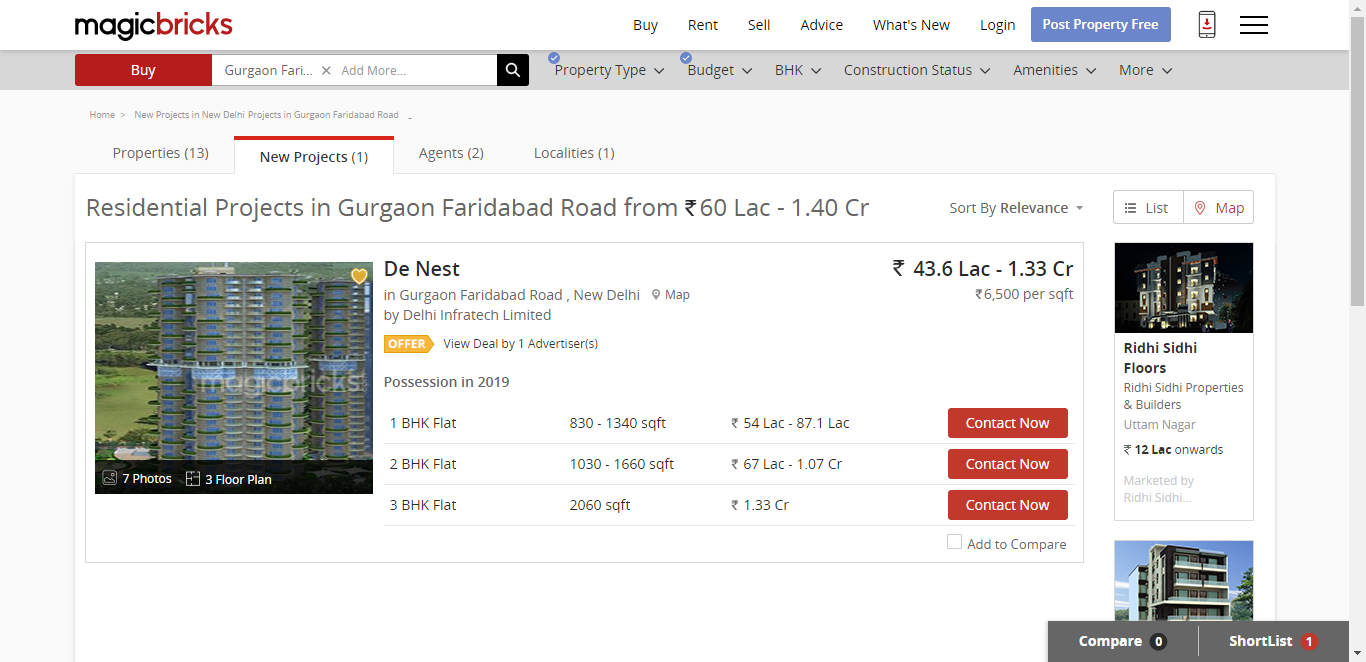 magicbricks
Buy Rent Sell Advice What's New Login Post Property Free
Buy Gurgaon Fari... × Add More... Property Type Budget BHK Construction Status Amenities More
Home > New Projects in New Delhi Projects in Gurgaon Faridabad Road _
Properties (13) New Projects (1) Agents (2) Localities (1)
Residential Projects in Gurgaon Faridabad Road from ₹60 Lac - 1.40 Cr
Sort By Relevance
List Map
De Nest
₹ 43.6 Lac - 1.33 Cr
in Gurgaon Faridabad Road , New Delhi Map
₹6,500 per sqft
by Delhi Infratech Limited
OFFER View Deal by 1 Advertiser(s)
Possession in 2019
magicbricks
1 BHK Flat 830 - 1340 sqft ₹ 54 Lac - 87.1 Lac Contact Now
2 BHK Flat 1030 - 1660 sqft ₹ 67 Lac - 1.07 Cr Contact Now
3 BHK Flat 2060 sqft ₹ 1.33 Cr Contact Now
7 Photos 3 Floor Plan
Add to Compare
Ridhi Sidhi
Floors
Ridhi Sidhi Properties
& Builders
Uttam Nagar
₹ 12 Lac onwards
Marketed by
Ridhi Sidhi...
Compare 0 ShortList 1